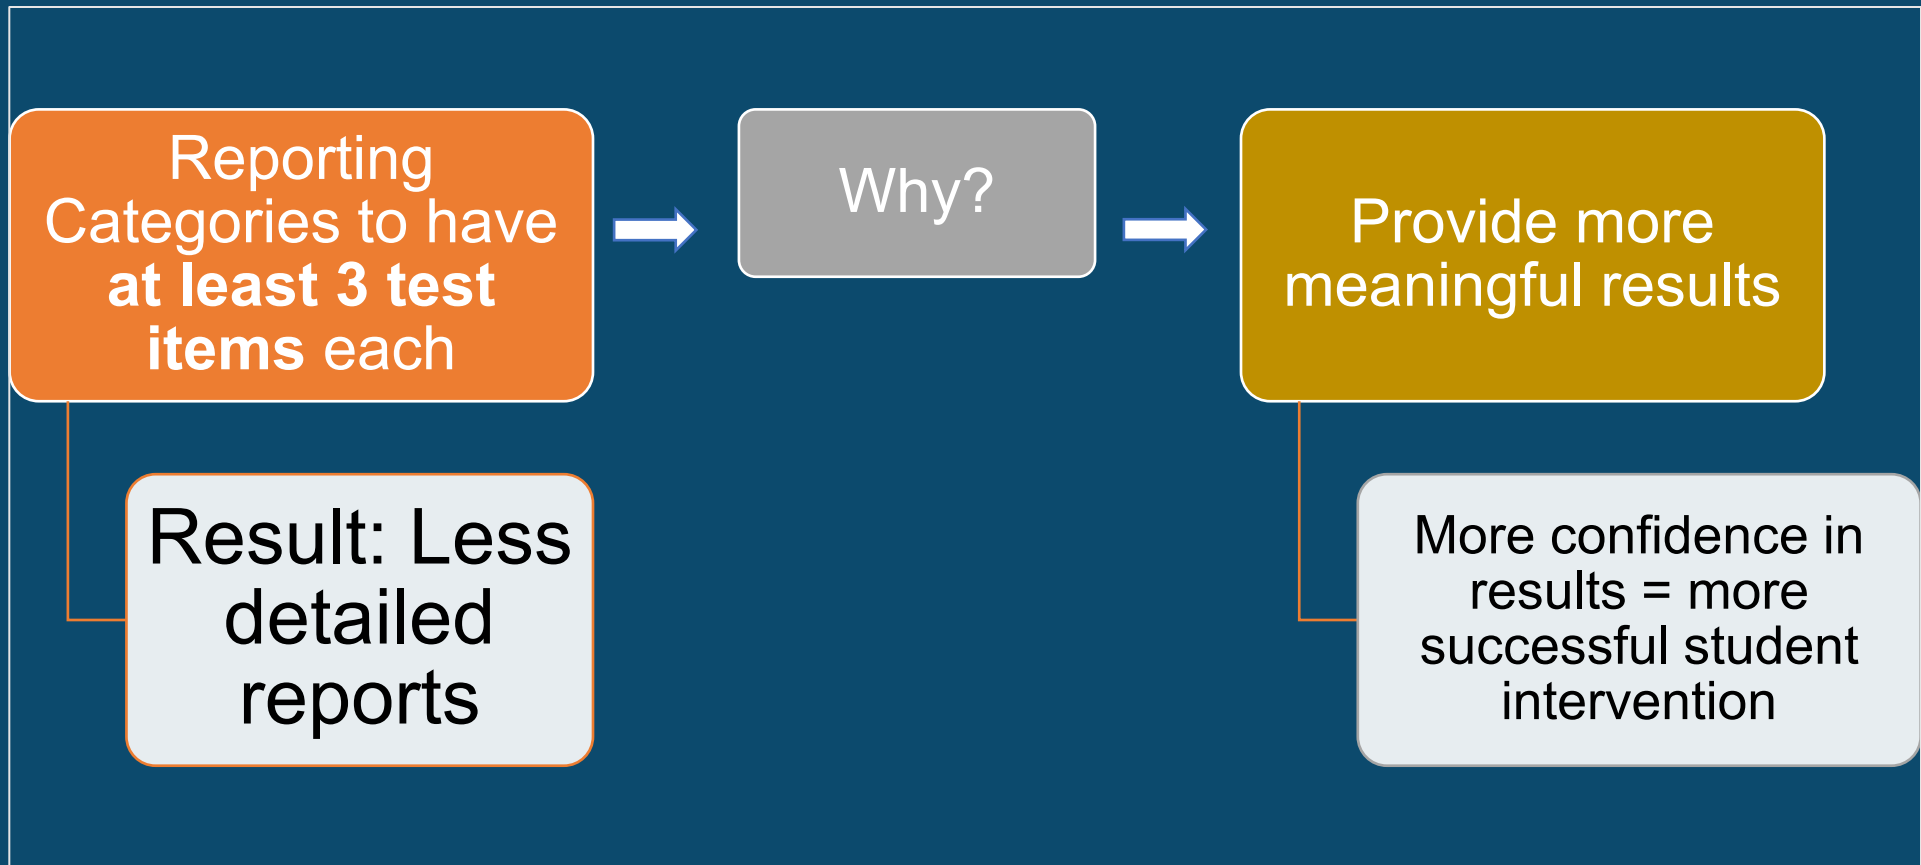 Reporting
Categories to have
at least 3 test
items each
Result: Less
detailed
reports
Why?
Provide more
meaningful results
More confidence in
results = more
successful student
intervention